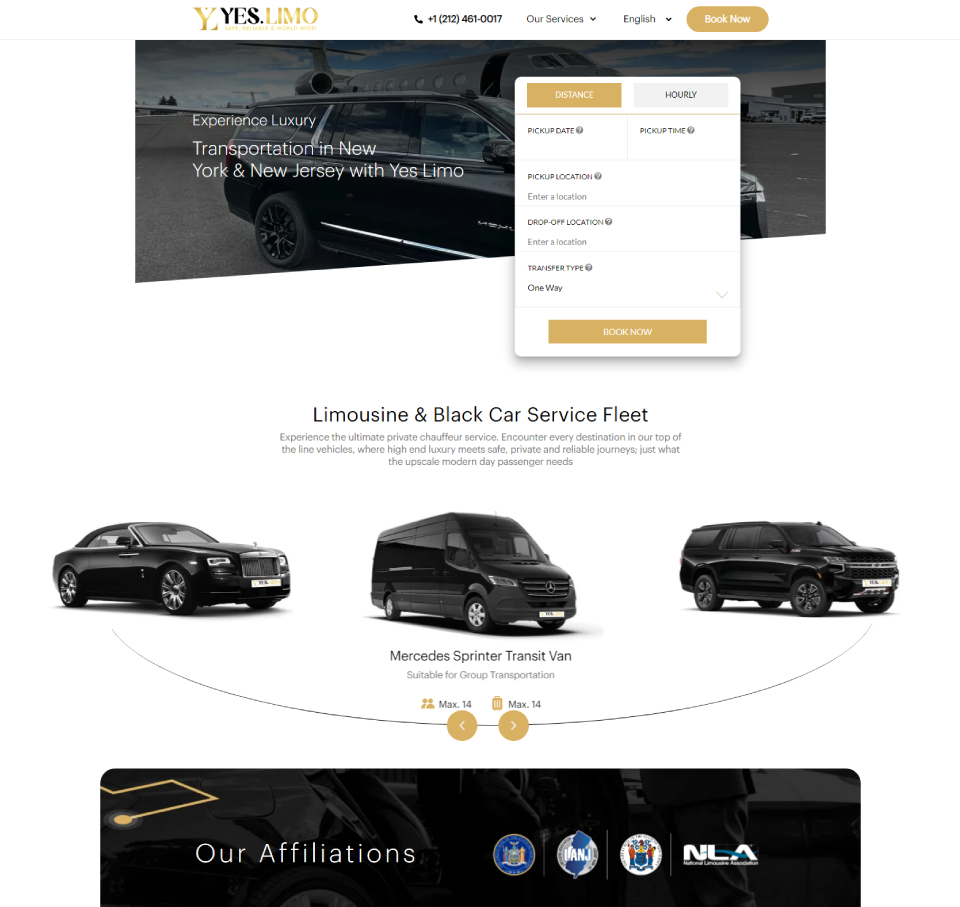 YES.LIMO
SAFE, RELIABLE & WORLD WIDE!
+1 (212) 461-0017
Our Services
English
Book Now
Experience Luxury
Transportation in New
York & New Jersey with Yes Limo
DISTANCE
HOURLY
PICKUP DATE
PICKUP TIME
PICKUP LOCATION
Enter a location
DROP-OFF LOCATION
Enter a location
TRANSFER TYPE
One Way
BOOK NOW
Limousine & Black Car Service Fleet
Experience the ultimate private chauffeur service. Encounter every destination in our top of
the line vehicles, where high end luxury meets safe, private and reliable journeys; just what
the upscale modern day passenger needs
Mercedes Sprinter Transit Van
Suitable for Group Transportation
Max. 14
Max. 14
Our Affiliations
LANJ
NLA
National Limousine Association